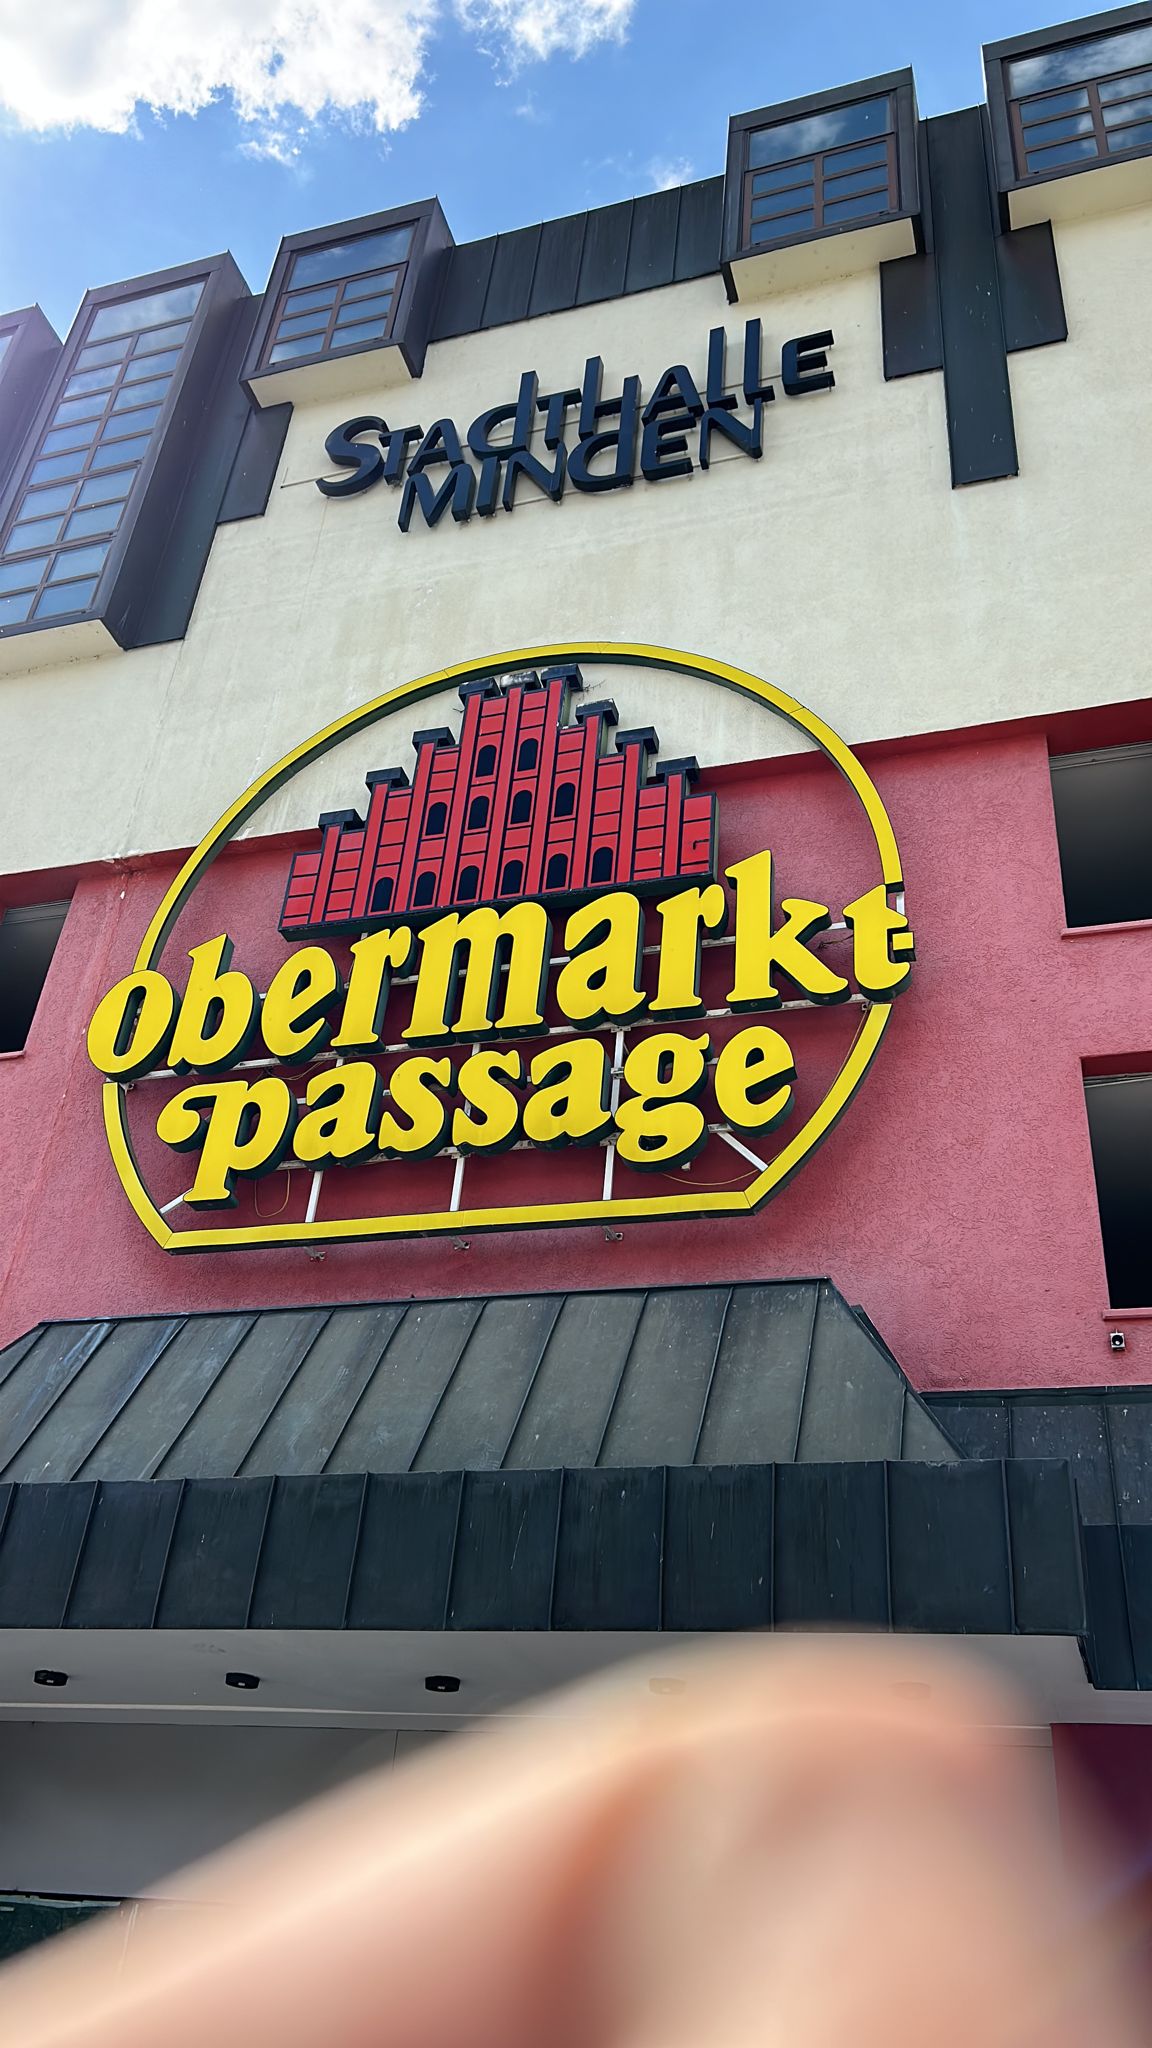 StadtHalle
Minden
obermarkt-
passage